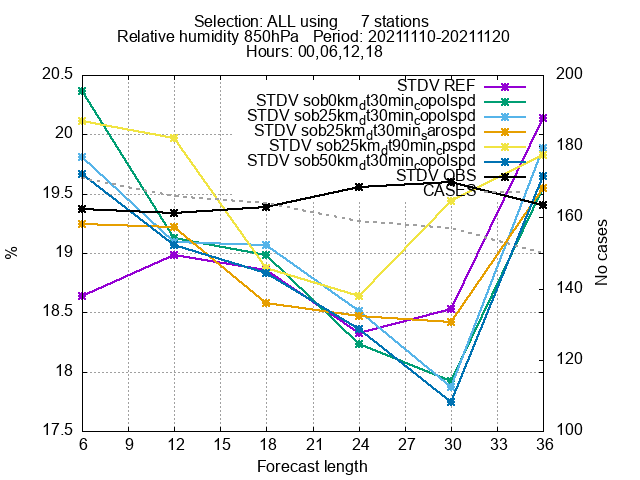 Selection: ALL using 7 stations
Relative humidity 850hPa Period: 20211110-20211120
Hours: 00,06,12,18
20.5
20
19.5
19
18.5
18
17.5
%
200
180
160
140
120
100
No cases
STDV REF
STDV sob0km_dt30min_copolspd
STDV sob25km_dt30min_copolspd
STDV sob25km_dt30min_sarospd
STDV sob25km_dt90min_cpspd
STDV sob50km_dt30min_copolspd
STDV OBS
CASES
6 9 12 15 18 21 24 27 30 33 36
Forecast length